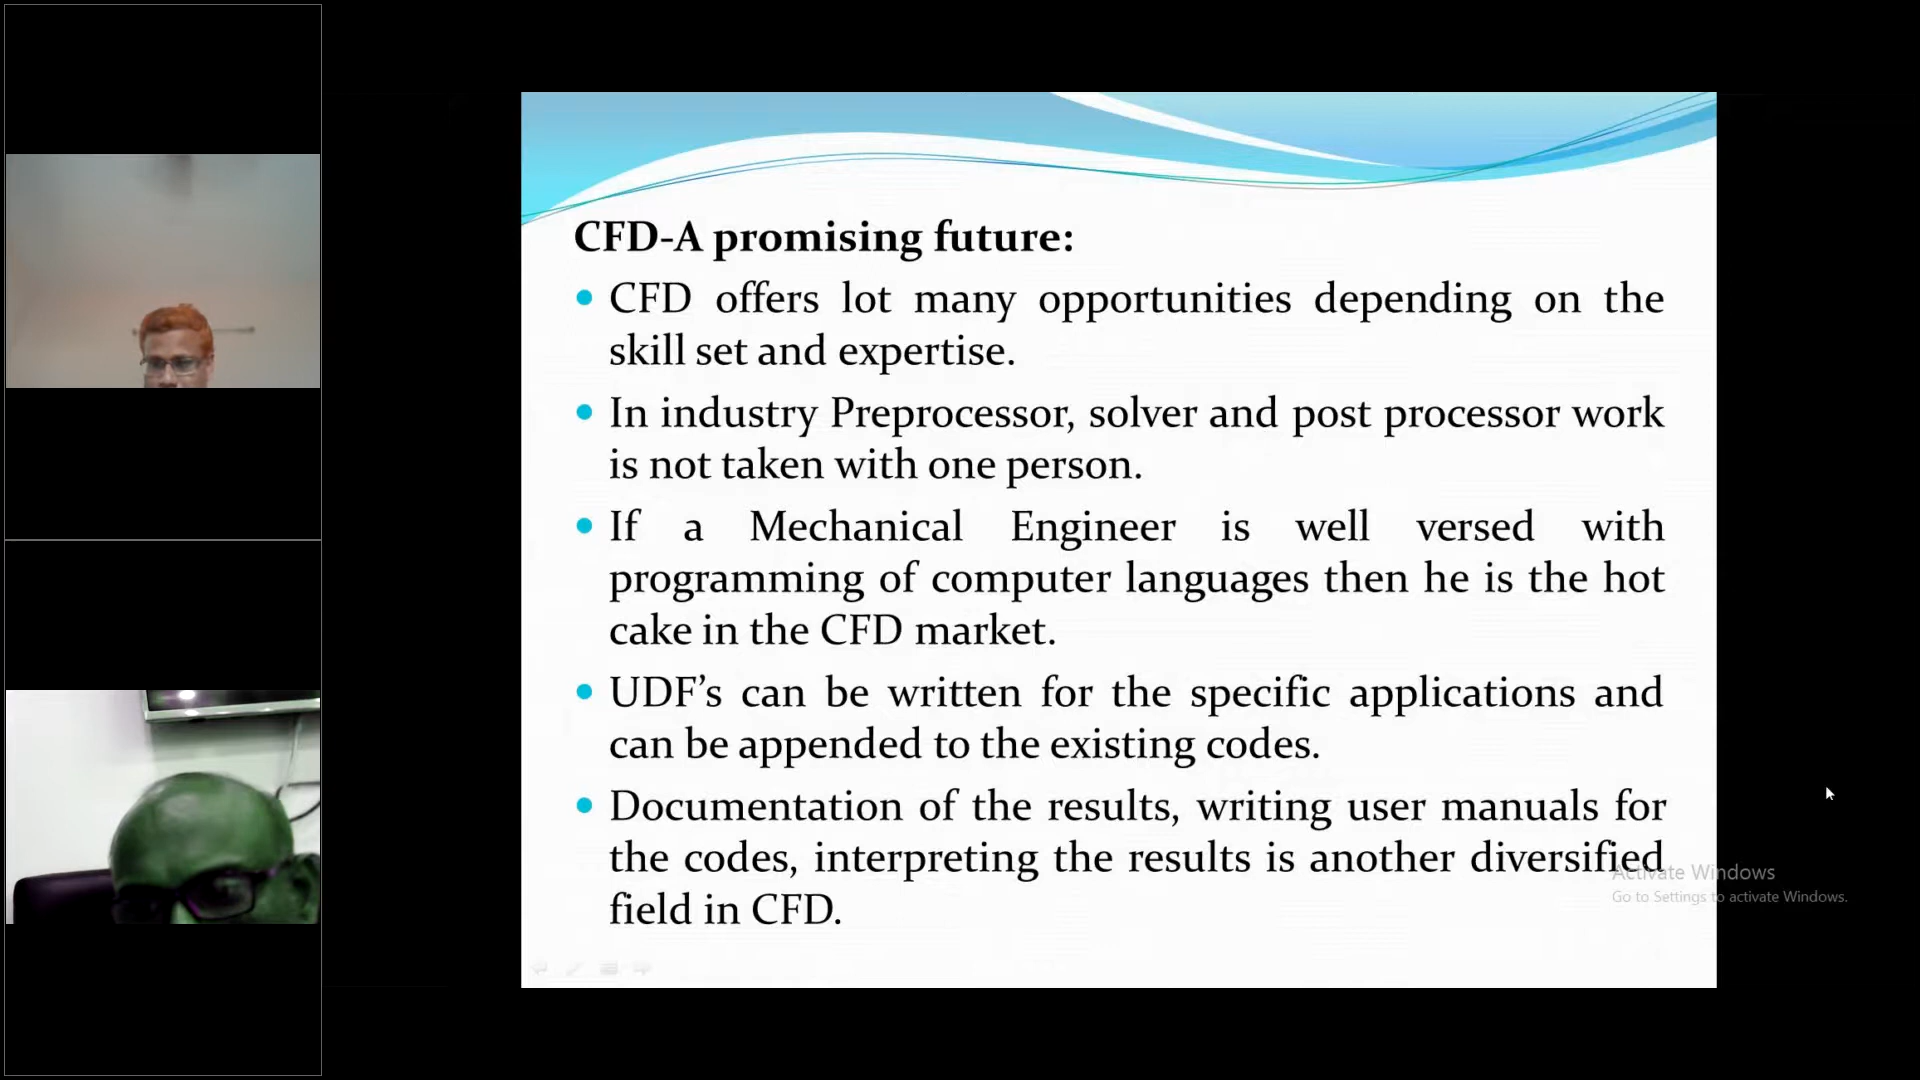 CFD-A promising future:
• CFD offers lot many opportunities depending on the
skill set and expertise.
• In industry Preprocessor, solver and post processor work
is not taken with one person.
• If a Mechanical Engineer is well versed with
programming of computer languages then he is the hot
cake in the CFD market.
• UDF’s can be written for the specific applications and
can be appended to the existing codes.
• Documentation of the results, writing user manuals for
the codes, interpreting the results is another diversified
field in CFD.
Activate Windows
Go to Settings to activate Windows.